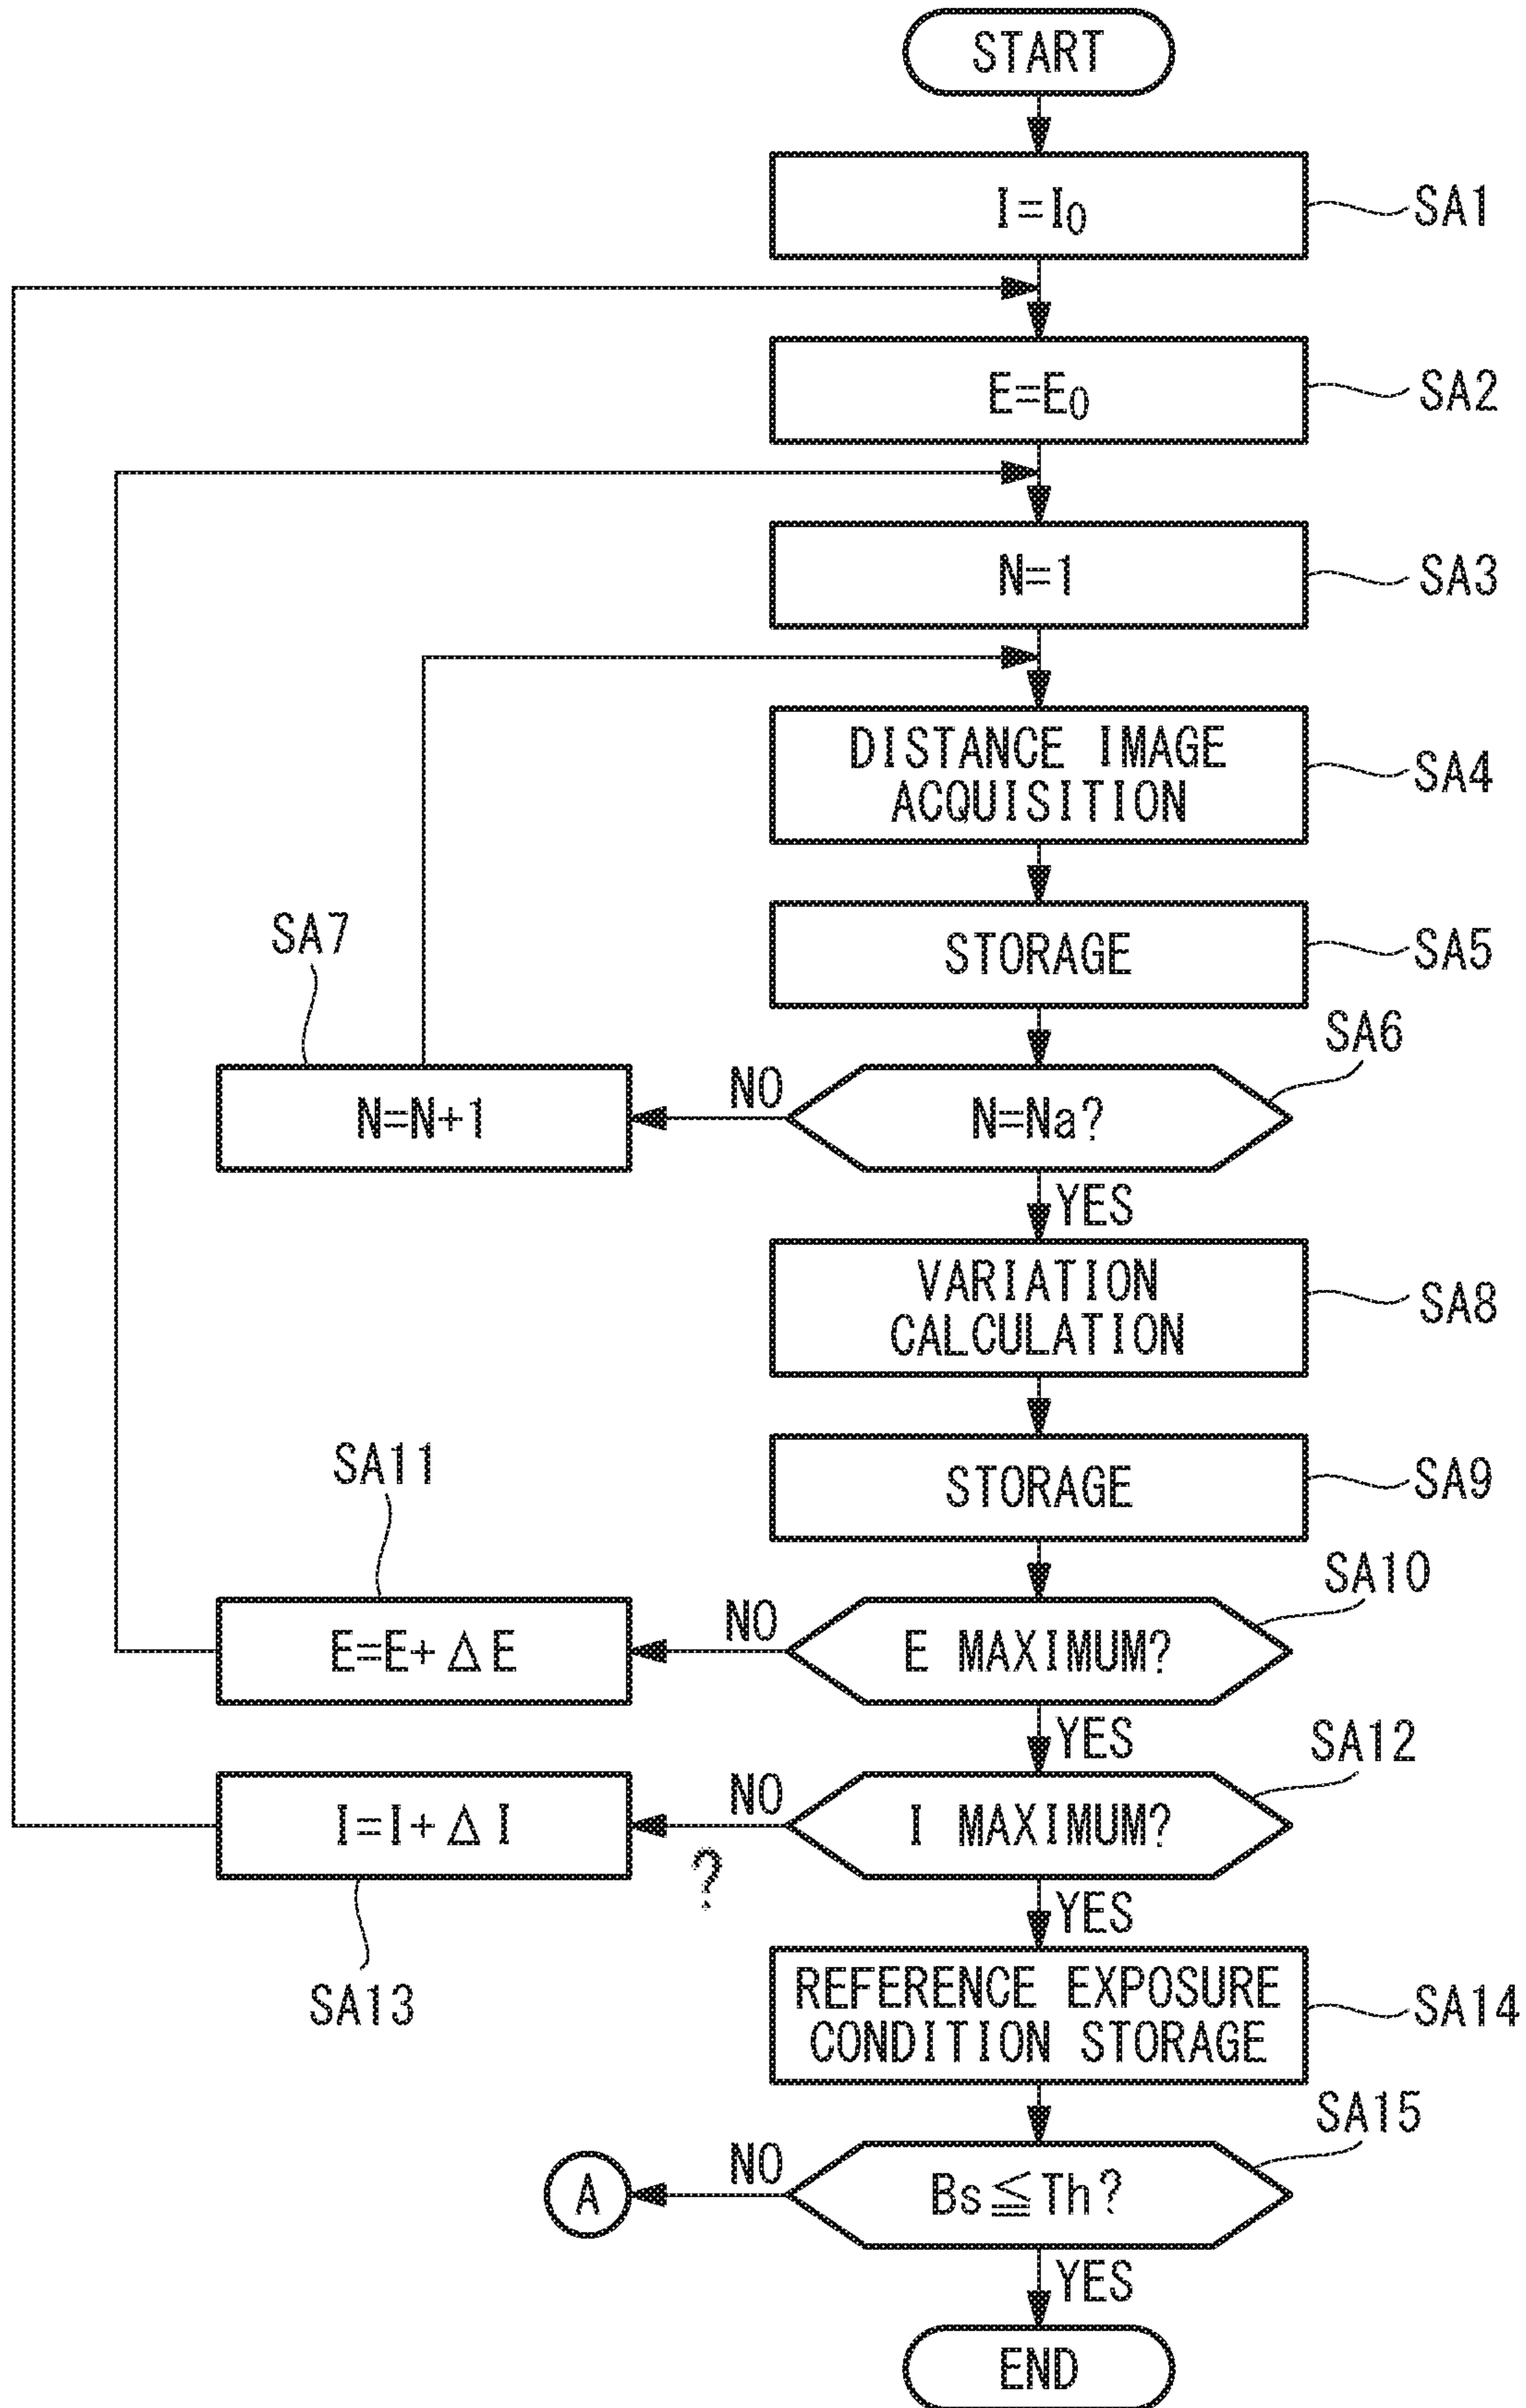 START
I=I₀
SA1
E=E₀
SA2
N=1
SA3
DISTANCE IMAGE
ACQUISITION
SA4
STORAGE
SA5
SA7
N=N+1
NO
N=Na?
SA6
YES
VARIATION
CALCULATION
SA8
STORAGE
SA9
SA11
E=E+ΔE
NO
E MAXIMUM?
SA10
YES
I=I+ΔI
NO
?
I MAXIMUM?
SA12
SA13
YES
REFERENCE EXPOSURE
CONDITION STORAGE
SA14
A
NO
Bs≦Th?
SA15
YES
END